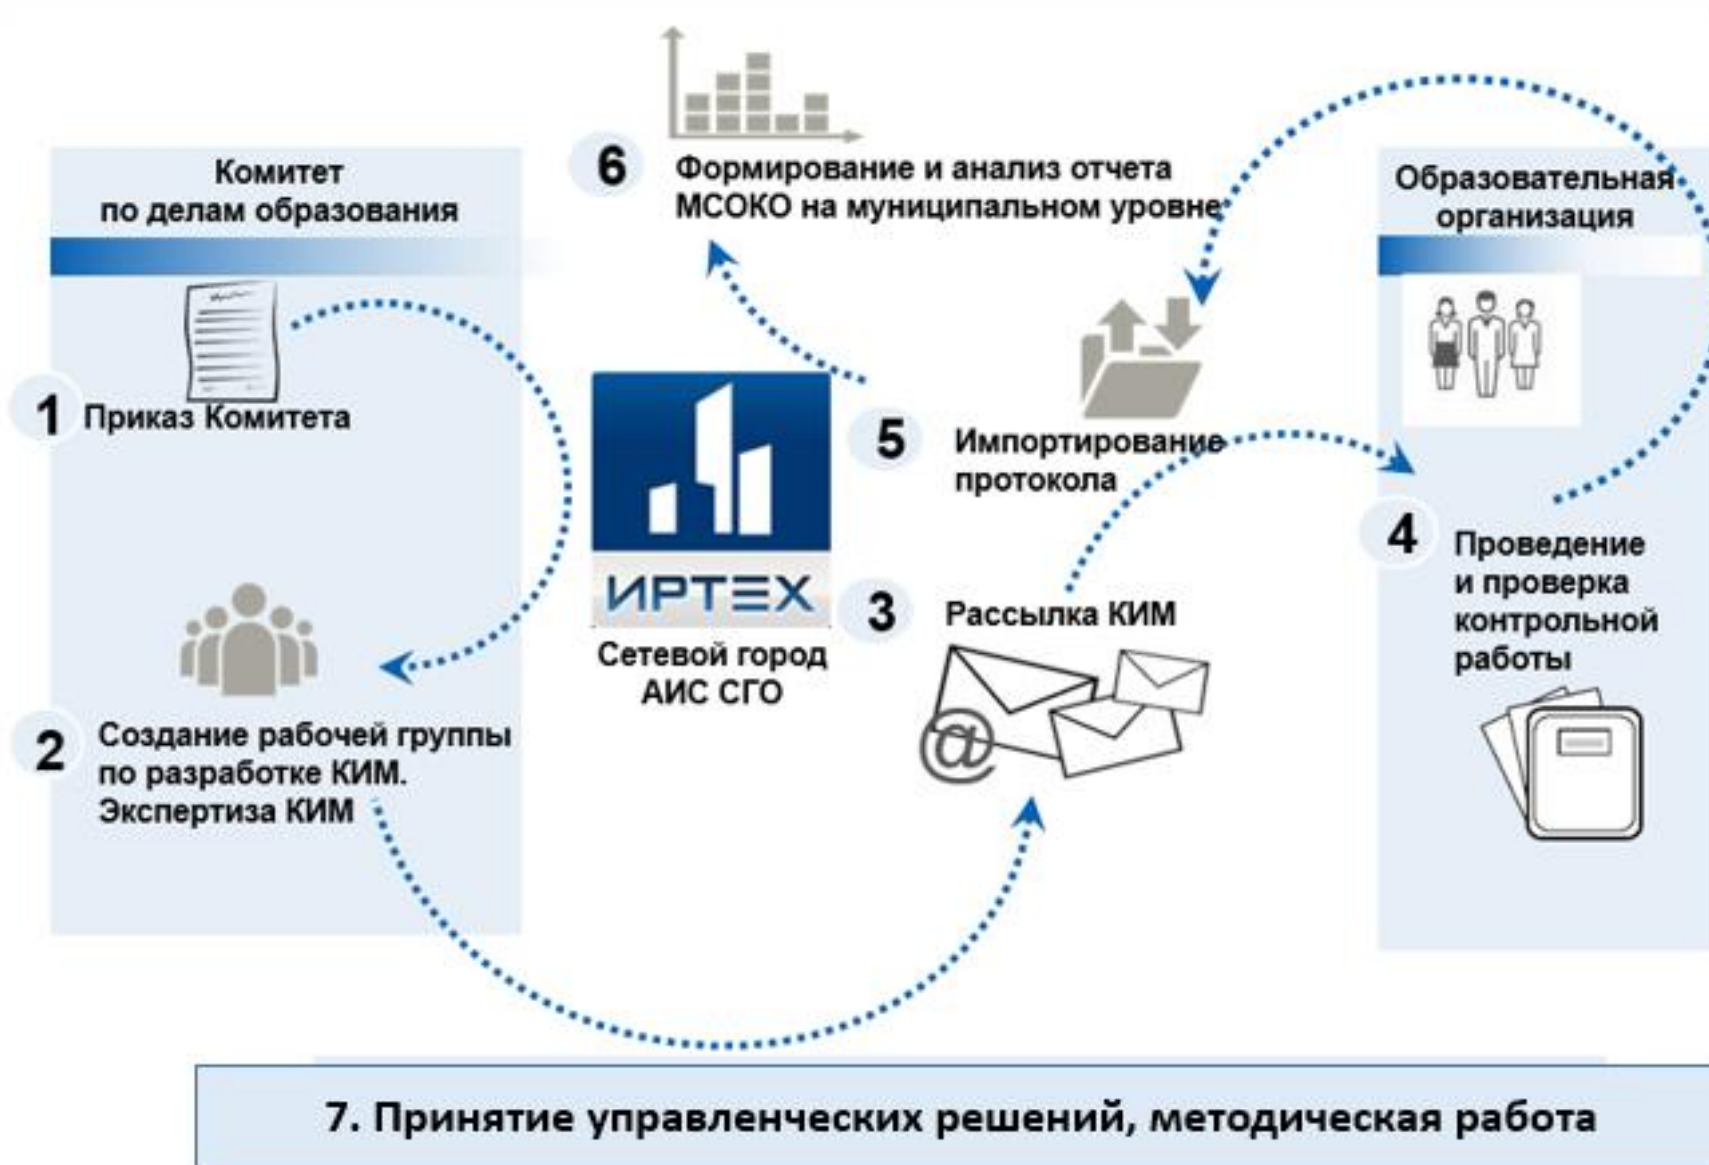 Комитет
по делам образования
1
Приказ Комитета
2
Создание рабочей группы
по разработке КИМ.
Экспертиза КИМ
6
Формирование и анализ отчета
МСОКО на муниципальном уровне
ИРТЕХ
Сетевой город
АИС СГО
5
Импортирование
протокола
3
Рассылка КИМ
@
Образовательная
организация
4
Проведение
и проверка
контрольной
работы
7. Принятие управленческих решений, методическая работа